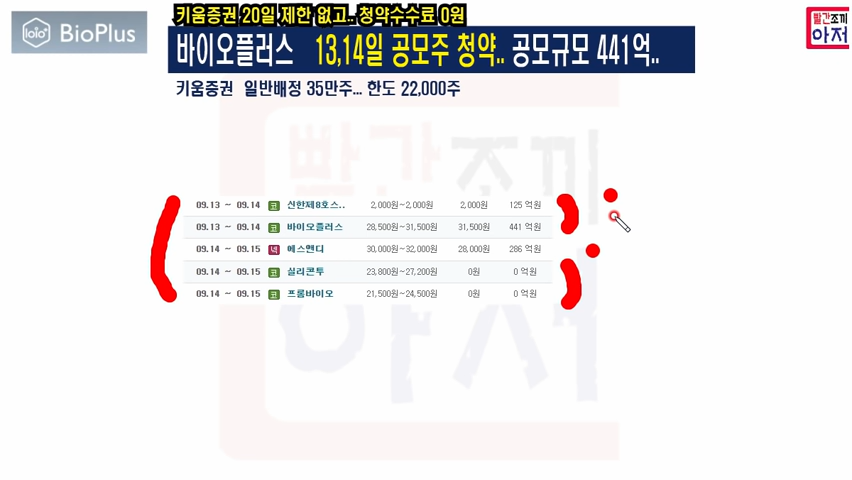 키움증권 20일 제한 없고.. 청약수수료 0원
BioPlus
빨간조끼
아저
바이오플러스 13,14일 공모주 청약.. 공모규모 441억..
키움증권 일반배정 35만주... 한도 22,000주
빨간조끼
09.13 ~ 09.14 코 신한제8호스.. 2,000원~2,000원 2,000원 125 억원
09.13 ~ 09.14 코 바이오플러스 28,500원~31,500원 31,500원 441 억원
09.14 ~ 09.15 넥 에스앤디 30,000원~32,000원 28,000원 286 억원
09.14 ~ 09.15 코 실리콘투 23,800원~27,200원 0원 0 억원
09.14 ~ 09.15 코 프롬바이오 21,500원~24,500원 0원 0 억원
아저